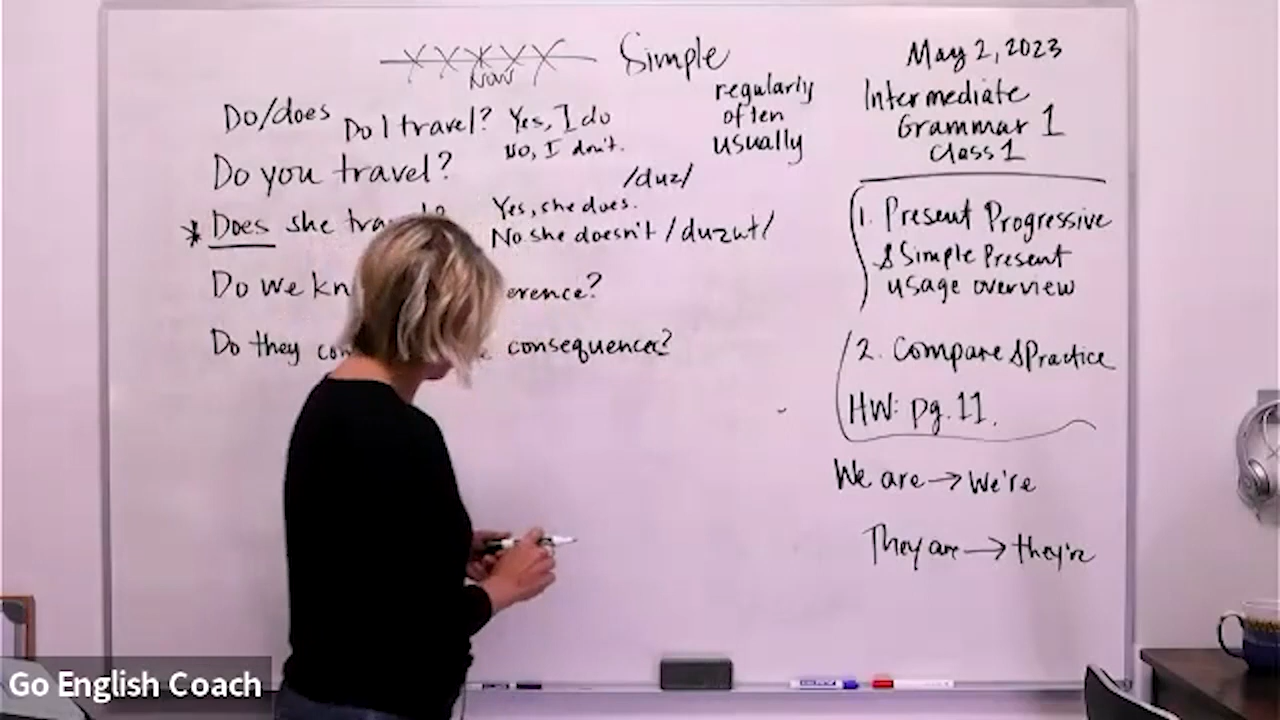 Simple
Now
regularly
often
usually
Do/does Do I travel? Yes, I do
No, I don't.
Do you travel?
/duz/
* Does she Yes, she does.
No she doesn't /duzut/
Do we
Do they consequences?
May 2, 2023
Intermediate
Grammar 1
Class 1
1. Present Progressive
& Simple Present
usage overview
2. Compare & Practice
HW: pg. 11.
We are → We're
They are → they're
Go English Coach